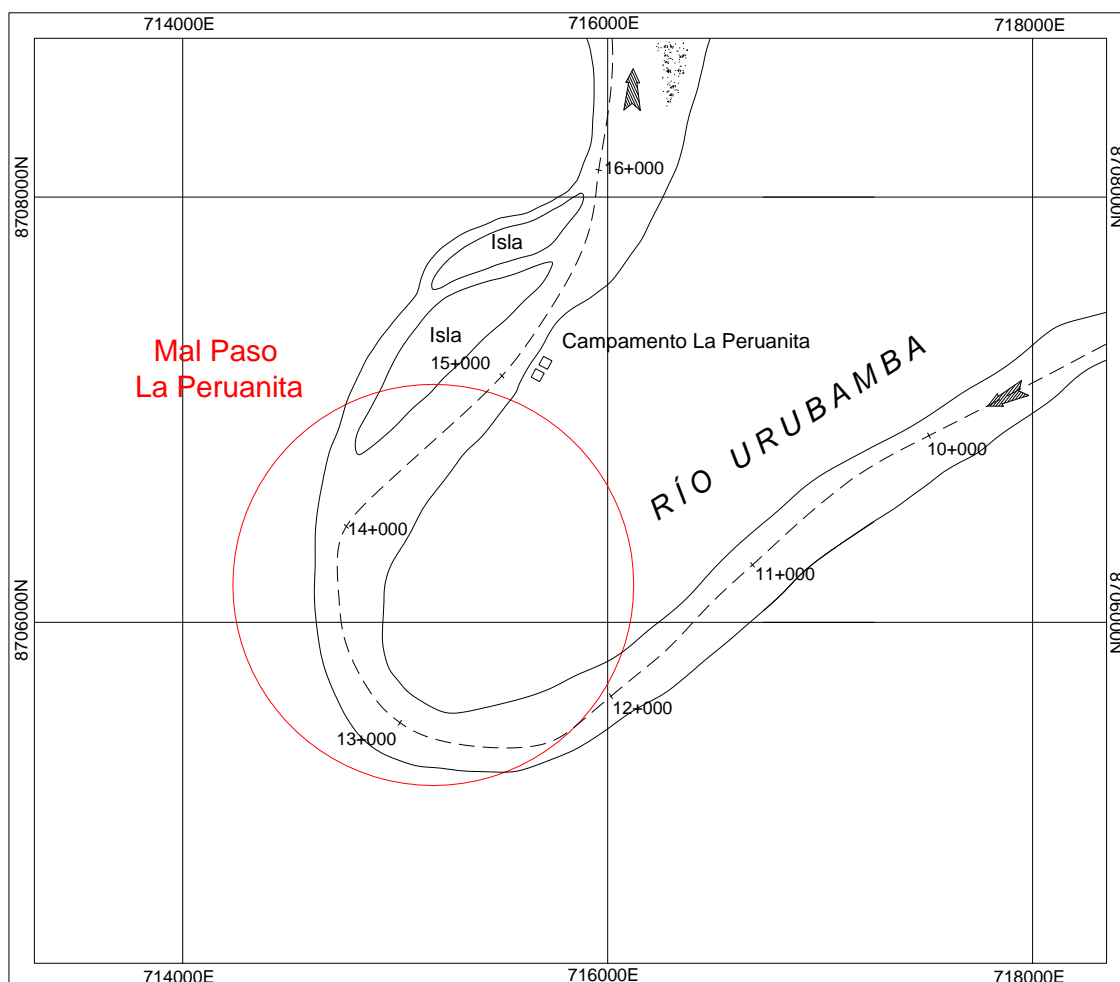 714000E
716000E
718000E
8708000N
8708000N
16+000
Isla
Isla
Mal Paso
La Peruanita
15+000
Campamento La Peruanita
RÍO URUBAMBA
10+000
14+000
11+000
8706000N
8706000N
12+000
13+000
714000E
716000E
718000E